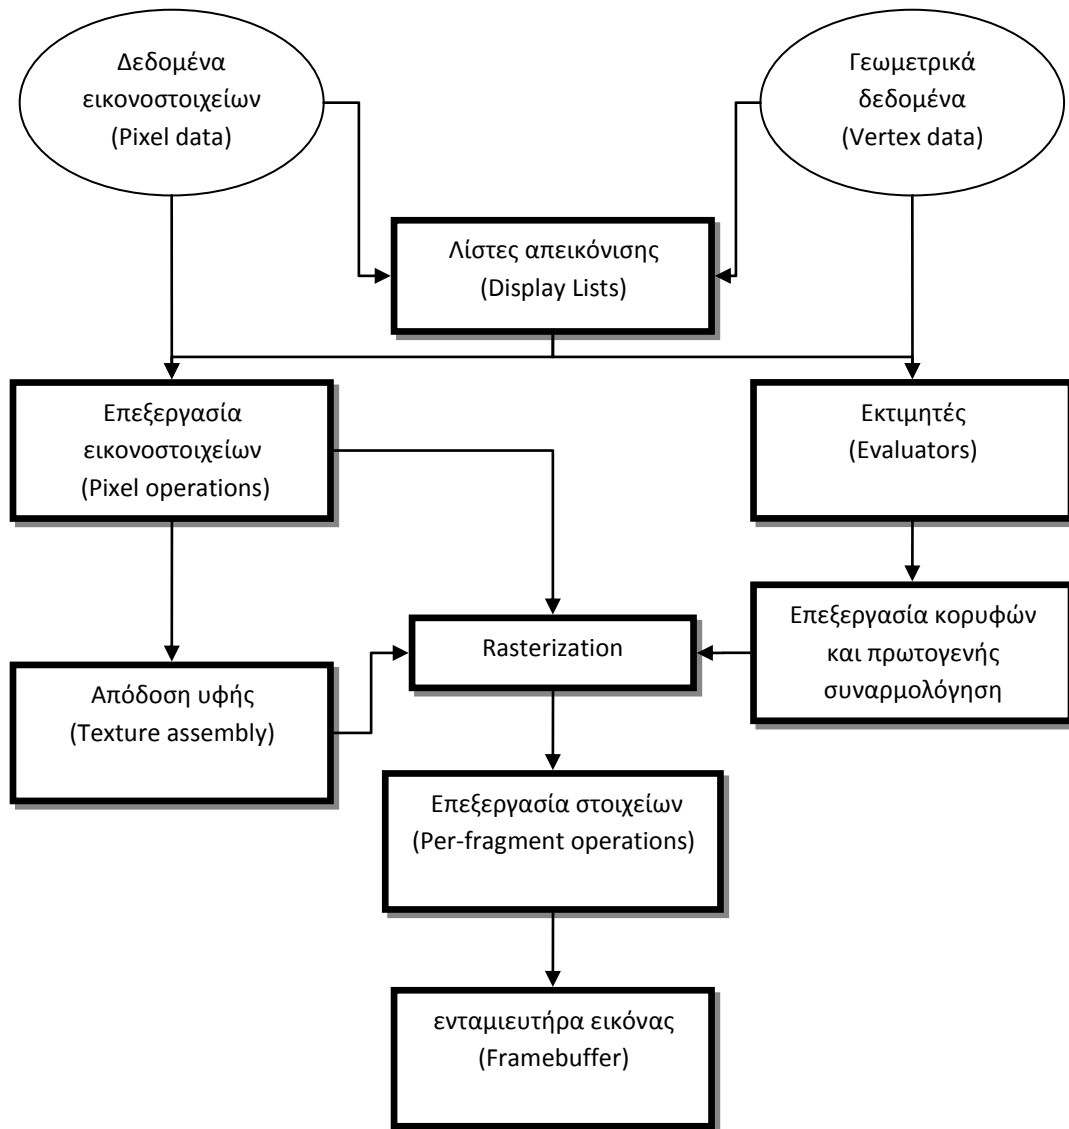 Δεδομένα
εικονοστοιχείων
(Pixel data)
Γεωμετρικά
δεδομένα
(Vertex data)
Λίστες απεικόνισης
(Display Lists)
Επεξεργασία
εικονοστοιχείων
(Pixel operations)
Εκτιμητές
(Evaluators)
Rasterization
Επεξεργασία κορυφών
και πρωτογενής
συναρμολόγηση
Απόδοση υφής
(Texture assembly)
Επεξεργασία στοιχείων
(Per-fragment operations)
ενταμιευτήρα εικόνας
(Framebuffer)